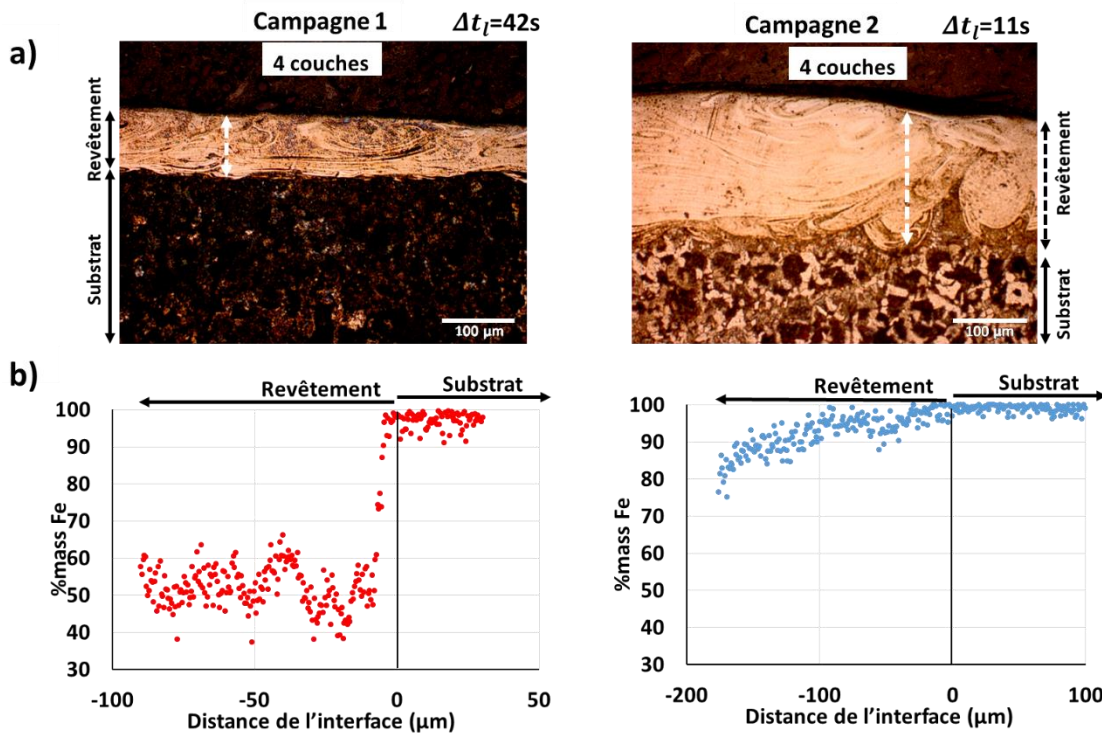 Campagne 1 Δt_l=42s
Campagne 2 Δt_l=11s
a)
4 couches
4 couches
Revêtement
Substrat
100 µm
Revêtement
Substrat
100 µm
b)
Revêtement Substrat
%mass Fe
100
90
80
70
60
50
40
30
-100 -50 0 50
Distance de l’interface (µm)
Revêtement Substrat
%mass Fe
100
90
80
70
60
50
40
30
-200 -100 0 100
Distance de l’interface (µm)